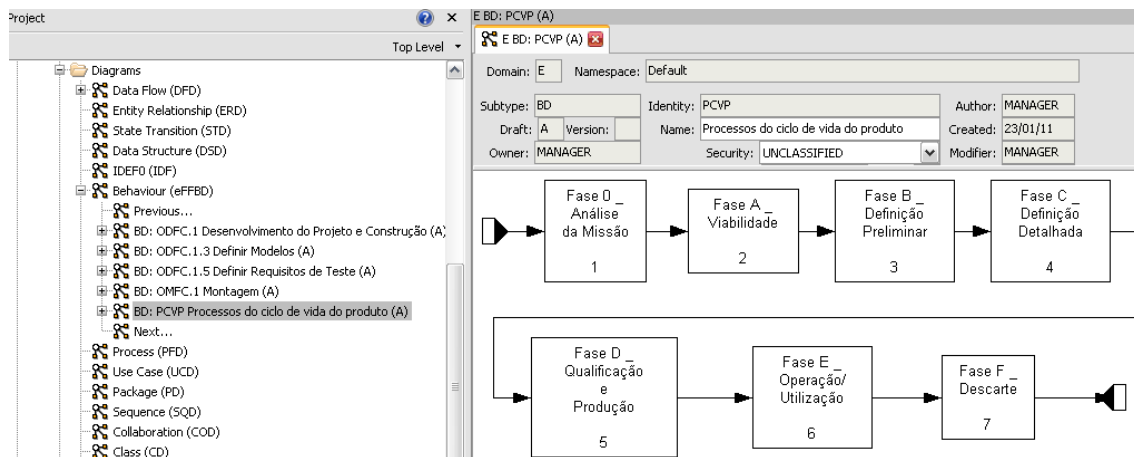 Project
Top Level
Diagrams
Data Flow (DFD)
Entity Relationship (ERD)
State Transition (STD)
Data Structure (DSD)
IDEF0 (IDF)
Behaviour (eFFBD)
Previous...
BD: ODFC.1 Desenvolvimento do Projeto e Construção (A)
BD: ODFC.1.3 Definir Modelos (A)
BD: ODFC.1.5 Definir Requisitos de Teste (A)
BD: OMFC.1 Montagem (A)
BD: PCVP Processos do ciclo de vida do produto (A)
Next...
Process (PFD)
Use Case (UCD)
Package (PD)
Sequence (SQD)
Collaboration (COD)
Class (CD)
E BD: PCVP (A)
E BD: PCVP (A)
Domain: E Namespace: Default
Subtype: BD Identity: PCVP Author: MANAGER
Draft: A Version: Name: Processos do ciclo de vida do produto Created: 23/01/11
Owner: MANAGER Security: UNCLASSIFIED Modifier: MANAGER
Fase 0 _
Análise
da Missão
1
Fase A _
Viabilidade
2
Fase B _
Definição
Preliminar
3
Fase C _
Definição
Detalhada
4
Fase D _
Qualificação
e
Produção
5
Fase E _
Operação/
Utilização
6
Fase F _
Descarte
7